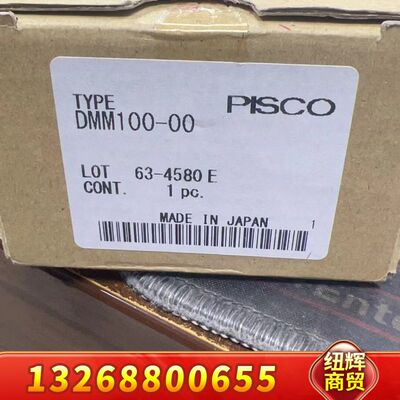 TYPE PISCO
DMM100-00
LOT 63-4580 E
CONT. 1 pc.
MADE IN JAPAN 1
13268800655
纽辉
商贸